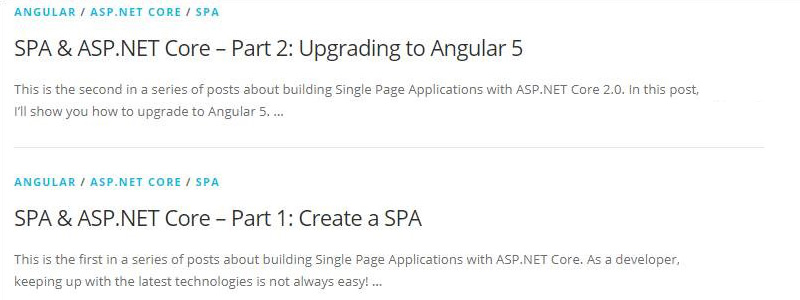 ANGULAR / ASP.NET CORE / SPA
SPA & ASP.NET Core – Part 2: Upgrading to Angular 5
This is the second in a series of posts about building Single Page Applications with ASP.NET Core 2.0. In this post,
I'll show you how to upgrade to Angular 5. ...
ANGULAR / ASP.NET CORE / SPA
SPA & ASP.NET Core – Part 1: Create a SPA
This is the first in a series of posts about building Single Page Applications with ASP.NET Core. As a developer,
keeping up with the latest technologies is not always easy! ...